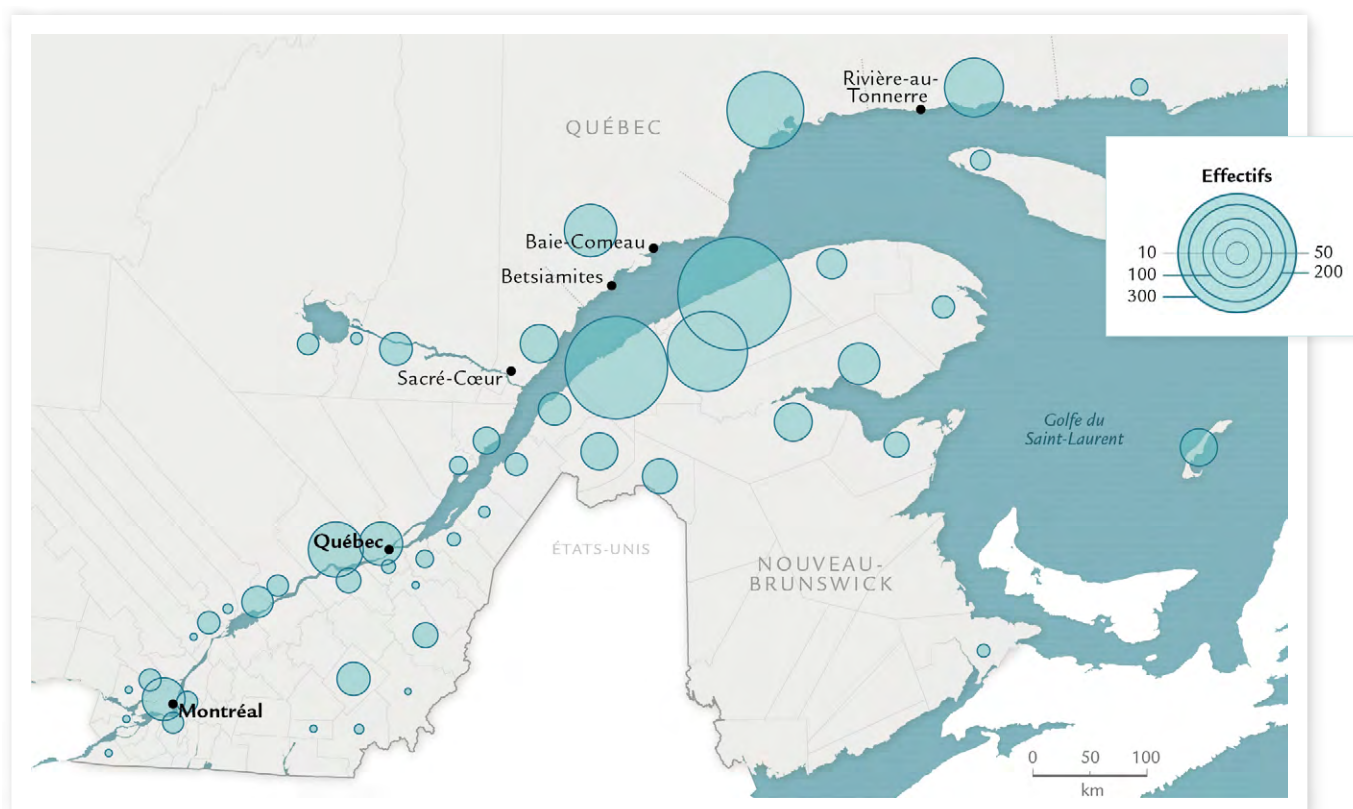 Rivière-au-
Tonnerre
QUÉBEC
Effectifs
Baie-Comeau
10
50
100
200
300
Betsiamites
Sacré-Cœur
Golfe du
Saint-Laurent
Québec
ÉTATS-UNIS
NOUVEAU-
BRUNSWICK
Montréal
0 50 100
km